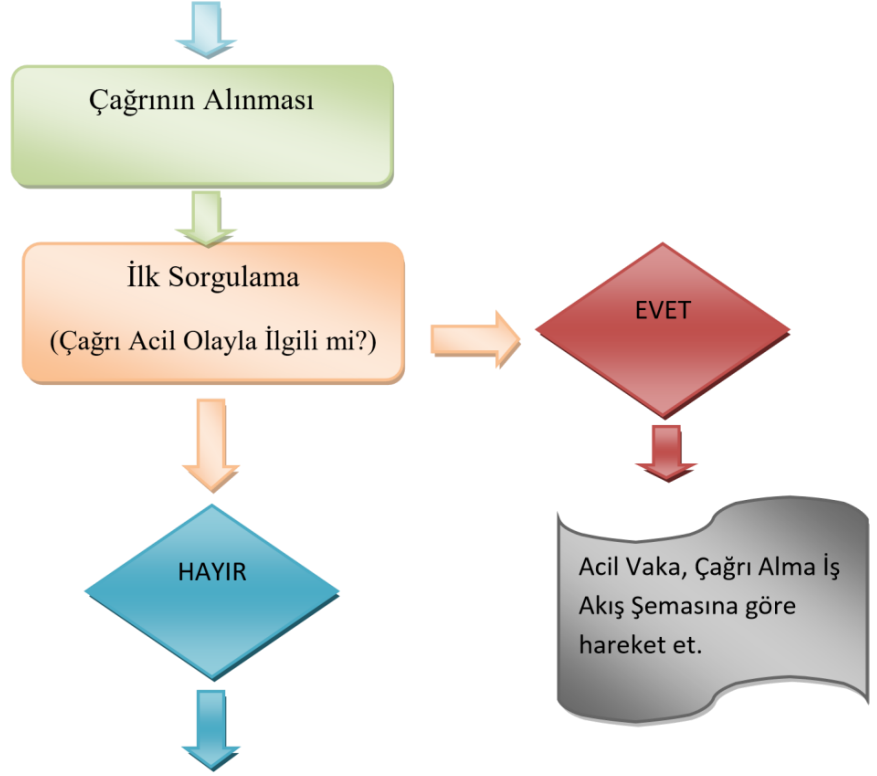 Çağrının Alınması
İlk Sorgulama
(Çağrı Acil Olayla İlgili mi?)
EVET
HAYIR
Acil Vaka, Çağrı Alma İş
Akış Şemasına göre
hareket et.